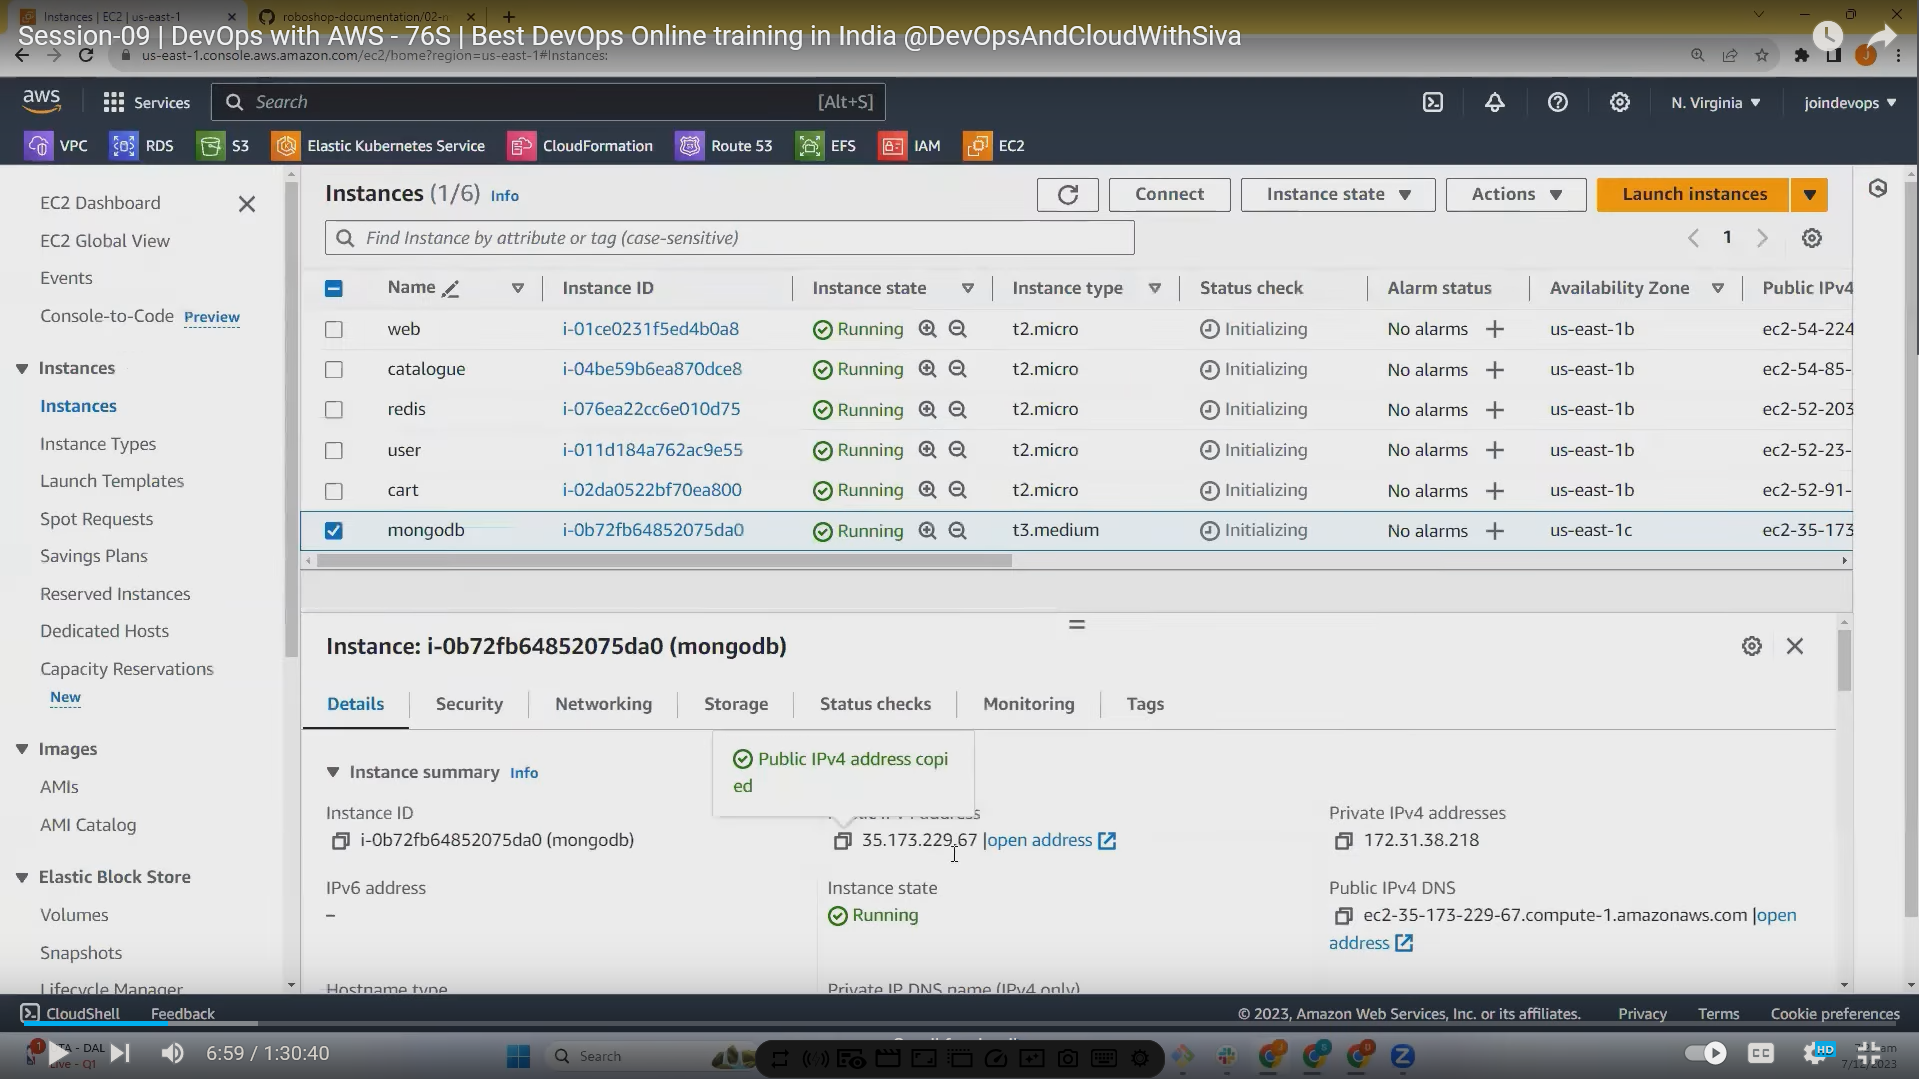 Instances | EC2 | us-east-1
roboshop-documentation/02-
Session-09 | DevOps with AWS - 76S | Best DevOps Online training in India @DevOpsAndCloudWithSiva
us-east-1.console.aws.amazon.com/ec2/home?region=us-east-1#Instances:
aws Services Search [Alt+S] N. Virginia joindevops
VPC RDS S3 Elastic Kubernetes Service CloudFormation Route 53 EFS IAM EC2
EC2 Dashboard
EC2 Global View
Events
Console-to-Code Preview
Instances
Instances
Instance Types
Launch Templates
Spot Requests
Savings Plans
Reserved Instances
Dedicated Hosts
Capacity Reservations
New
Images
AMIs
AMI Catalog
Elastic Block Store
Volumes
Snapshots
Lifecycle Manager
Instances (1/6) Info Connect Instance state Actions Launch instances
Find Instance by attribute or tag (case-sensitive) 1
Name Instance ID Instance state Instance type Status check Alarm status Availability Zone Public IPv4
web i-01ce0231f5ed4b0a8 Running t2.micro Initializing No alarms + us-east-1b ec2-54-224
catalogue i-04be59b6ea870dce8 Running t2.micro Initializing No alarms + us-east-1b ec2-54-85-
redis i-076ea22cc6e010d75 Running t2.micro Initializing No alarms + us-east-1b ec2-52-203
user i-011d184a762ac9e55 Running t2.micro Initializing No alarms + us-east-1b ec2-52-23-
cart i-02da0522bf70ea800 Running t2.micro Initializing No alarms + us-east-1b ec2-52-91-
mongodb i-0b72fb64852075da0 Running t3.medium Initializing No alarms + us-east-1c ec2-35-173
Instance: i-0b72fb64852075da0 (mongodb)
Details Security Networking Storage Status checks Monitoring Tags
Public IPv4 address copi
ed
Instance summary Info
Instance ID Private IPv4 addresses
i-0b72fb64852075da0 (mongodb) 35.173.229.67 |open address 172.31.38.218
IPv6 address Instance state Public IPv4 DNS
– Running ec2-35-173-229-67.compute-1.amazonaws.com |open
address
Hostname type Private IP DNS name (IPv4 only)
CloudShell Feedback © 2023, Amazon Web Services, Inc. or its affiliates. Privacy Terms Cookie preferences
6:59 / 1:30:40 Search CC HD